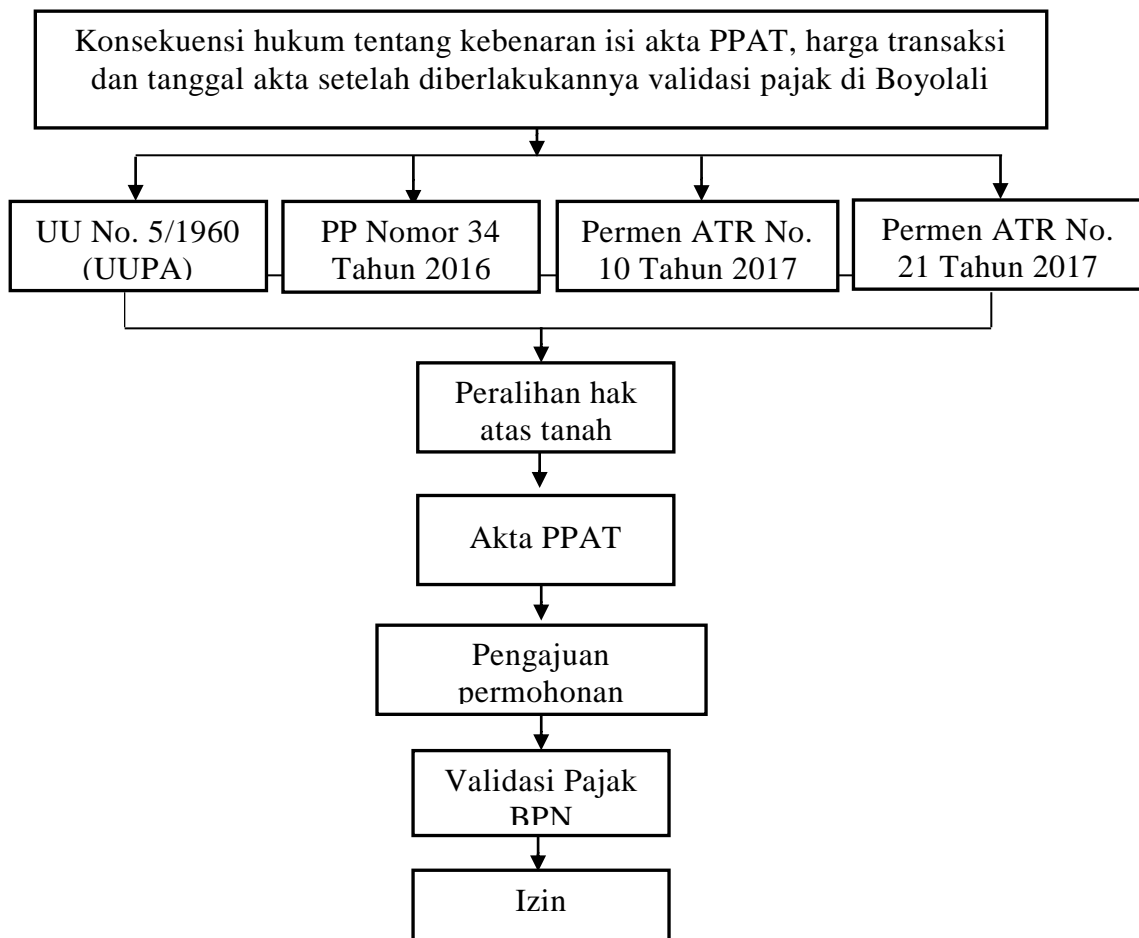 Konsekuensi hukum tentang kebenaran isi akta PPAT, harga transaksi
dan tanggal akta setelah diberlakukannya validasi pajak di Boyolali
UU No. 5/1960
(UUPA)
PP Nomor 34
Tahun 2016
Permen ATR No.
10 Tahun 2017
Permen ATR No.
21 Tahun 2017
Peralihan hak
atas tanah
Akta PPAT
Pengajuan
permohonan
Validasi Pajak
BPN
Izin